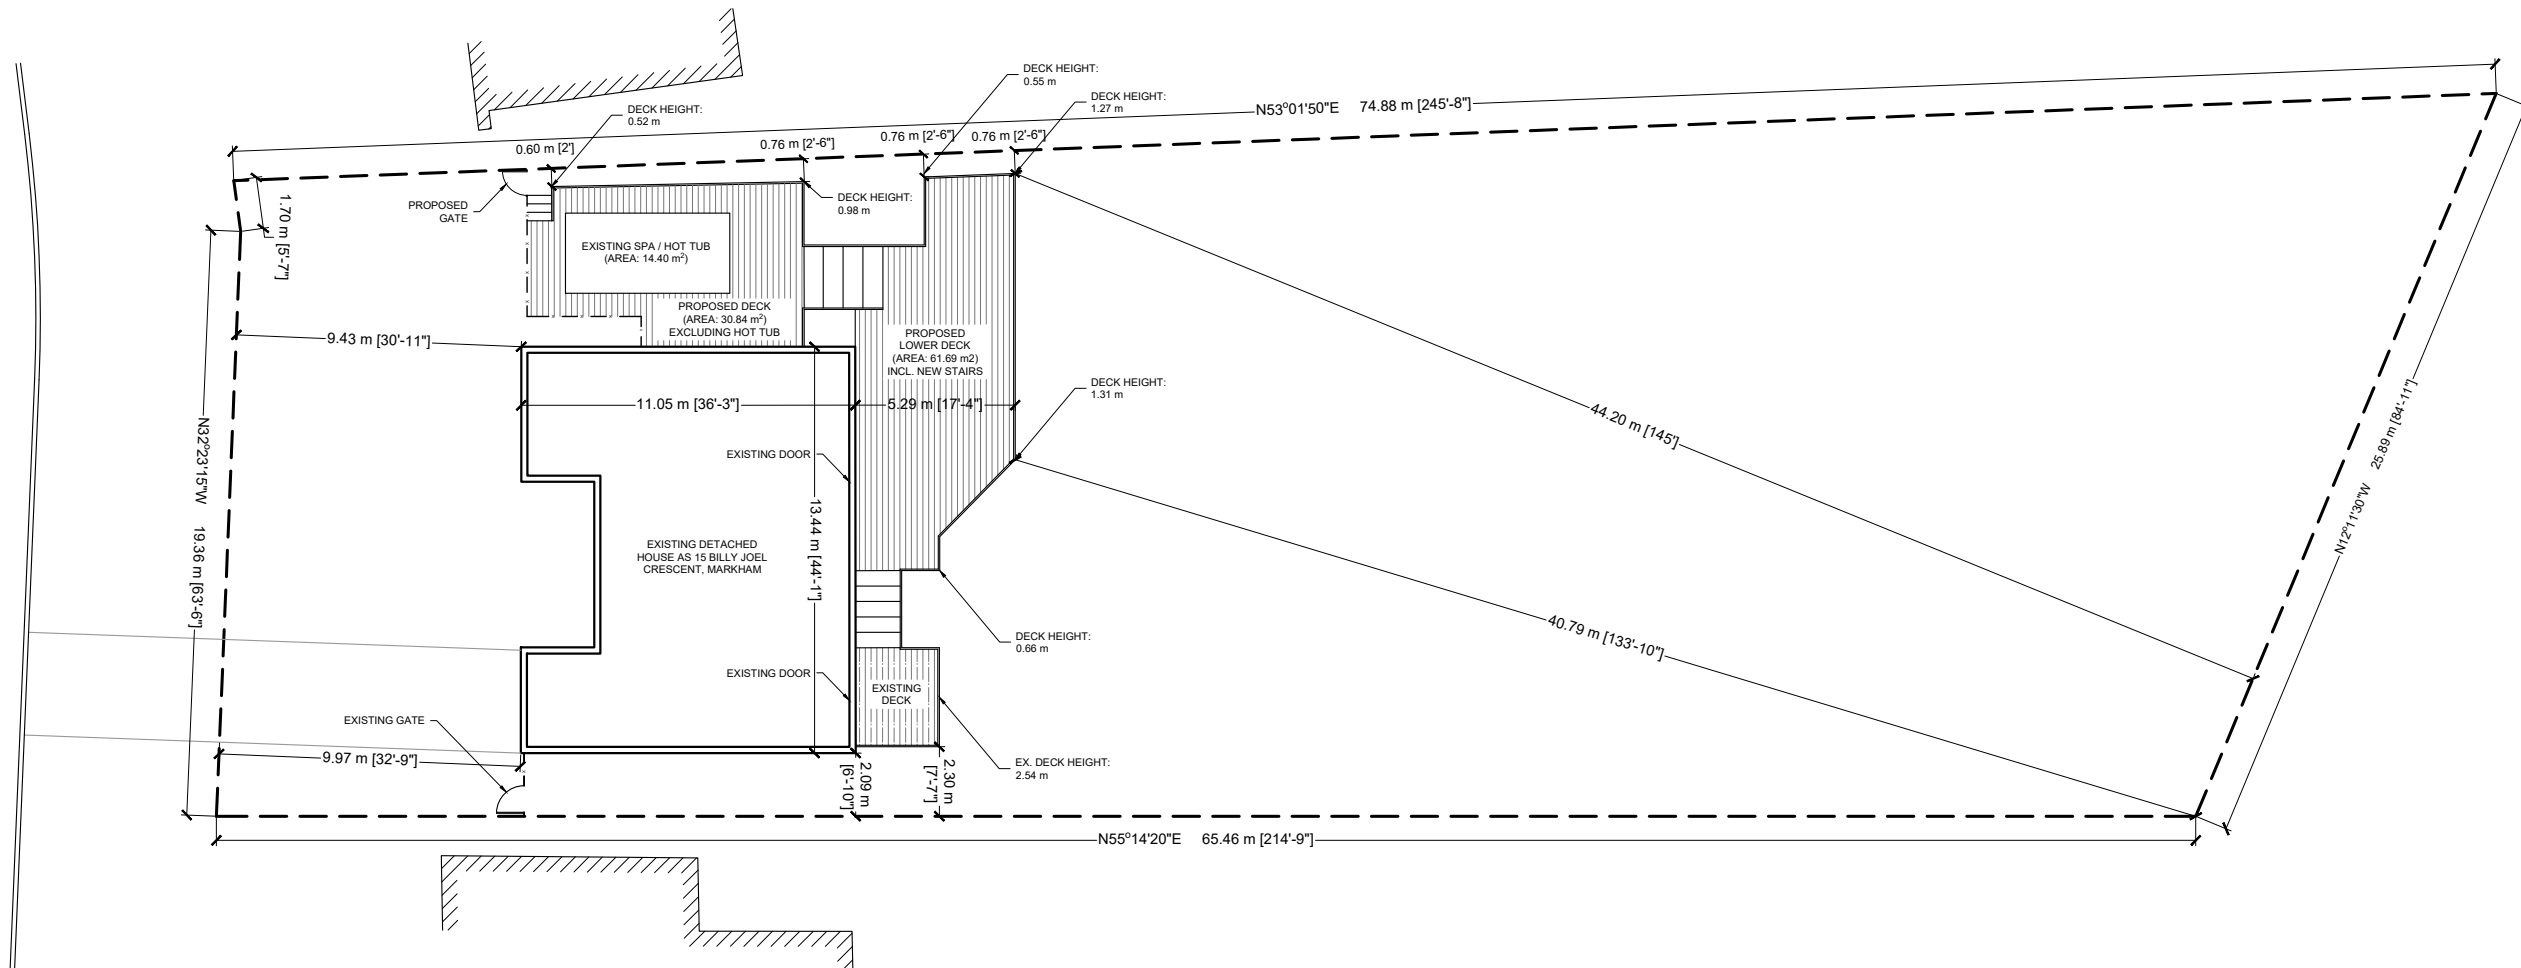 DECK HEIGHT:
0.55 m
DECK HEIGHT:
1.27 m
N53°01'50"E 74.88 m [245'-8"]
DECK HEIGHT:
0.52 m
0.60 m [2']
0.76 m [2'-6"]
0.76 m [2'-6"]
0.76 m [2'-6"]
1.70 m [5'-7"]
PROPOSED
GATE
DECK HEIGHT:
0.98 m
EXISTING SPA / HOT TUB
(AREA: 14.40 m²)
PROPOSED DECK
(AREA: 30.84 m²)
EXCLUDING HOT TUB
PROPOSED
LOWER DECK
(AREA: 61.69 m2)
INCL. NEW STAIRS
9.43 m [30'-11"]
11.05 m [36'-3"]
5.29 m [17'-4"]
DECK HEIGHT:
1.31 m
44.20 m [145']
N12°11'30"W 25.89 m [84'-11"]
N32°23'15"W 19.36 m [63'-6"]
EXISTING DOOR
13.44 m [44'-1"]
EXISTING DETACHED
HOUSE AS 15 BILLY JOEL
CRESCENT, MARKHAM
40.79 m [133'-10"]
DECK HEIGHT:
0.66 m
EXISTING DOOR
EXISTING
DECK
EXISTING GATE
9.97 m [32'-9"]
2.09 m
[6'-10"]
2.30 m
[7'-7"]
EX. DECK HEIGHT:
2.54 m
N55°14'20"E 65.46 m [214'-9"]